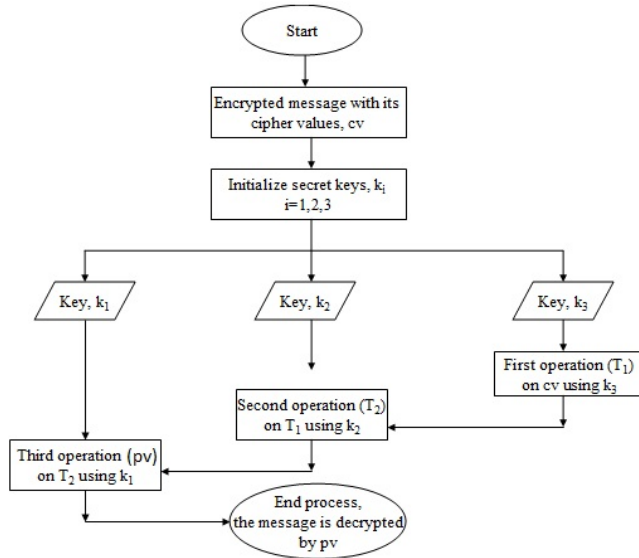 Start
Encrypted message with its
cipher values, cv
Initialize secret keys, kᵢ
i=1,2,3
Key, k₁
Key, k₂
Key, k₃
First operation (T₁)
on cv using k₃
Second operation (T₂)
on T₁ using k₂
Third operation (pv)
on T₂ using k₁
End process,
the message is decrypted
by pv